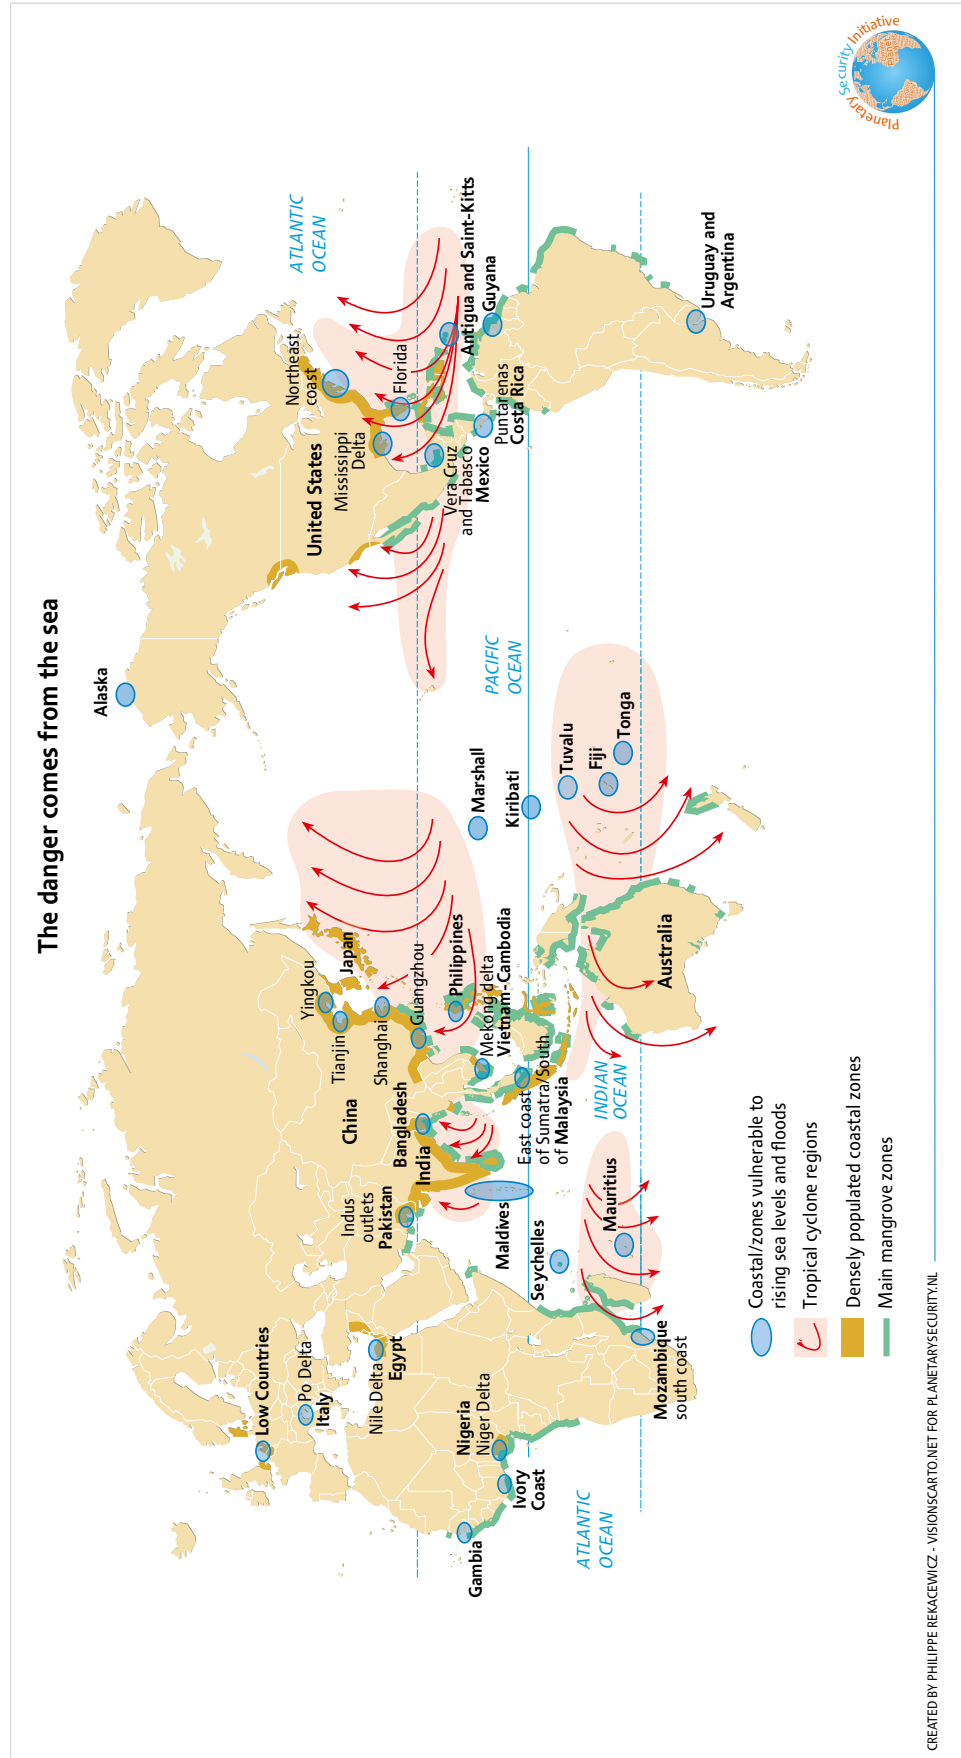 The danger comes from the sea
Alaska
Low Countries
Po Delta
Italy
Nile Delta
Egypt
Nigeria
Niger Delta
Ivory
Coast
Gambia
ATLANTIC
OCEAN
Mozambique
south coast
Seychelles
Mauritius
Maldives
Indus
outlets
Pakistan
India
Bangladesh
China
Yingkou
Tianjin
Shanghai
Japan
Guangzhou
Philippines
Mekong delta
Vietnam-Cambodia
East coast
of Sumatra/South
of Malaysia
INDIAN
OCEAN
Australia
Marshall
Kiribati
Tuvalu
Fiji
Tonga
PACIFIC
OCEAN
United States
Mississippi
Delta
Northeast
coast
Florida
ATLANTIC
OCEAN
Vera Cruz
and Tabasco
Mexico
Puntarenas
Costa Rica
Antigua and Saint-Kitts
Guyana
Uruguay and
Argentina
Coastal/zones vulnerable to
rising sea levels and floods
Tropical cyclone regions
Densely populated coastal zones
Main mangrove zones
CREATED BY PHILIPPE REKACEWICZ - VISIONSCARTO.NET FOR PLANETARYSECURITY.NL
Planetary Security Initiative